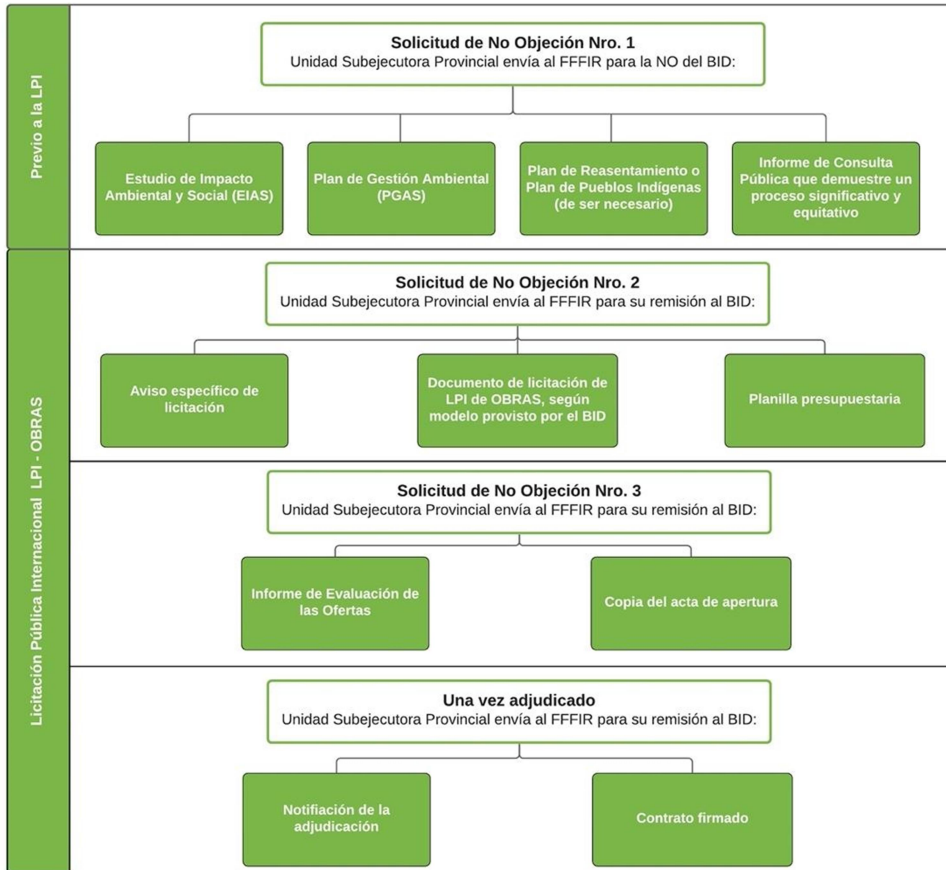 Previo a la LPI
Solicitud de No Objeción Nro. 1
Unidad Subejecutora Provincial envía al FFFIR para la NO del BID:
Estudio de Impacto
Ambiental y Social (EIAS)
Plan de Gestión Ambiental
(PGAS)
Plan de Reasentamiento o
Plan de Pueblos Indígenas
(de ser necesario)
Informe de Consulta
Pública que demuestre un
proceso significativo y
equitativo
Licitación Pública Internacional LPI - OBRAS
Solicitud de No Objeción Nro. 2
Unidad Subejecutora Provincial envía al FFFIR para su remisión al BID:
Aviso específico de
licitación
Documento de licitación de
LPI de OBRAS, según
modelo provisto por el BID
Planilla presupuestaria
Solicitud de No Objeción Nro. 3
Unidad Subejecutora Provincial envía al FFFIR para su remisión al BID:
Informe de Evaluación de
las Ofertas
Copia del acta de apertura
Una vez adjudicado
Unidad Subejecutora Provincial envía al FFFIR para su remisión al BID:
Notifiación de la
adjudicación
Contrato firmado